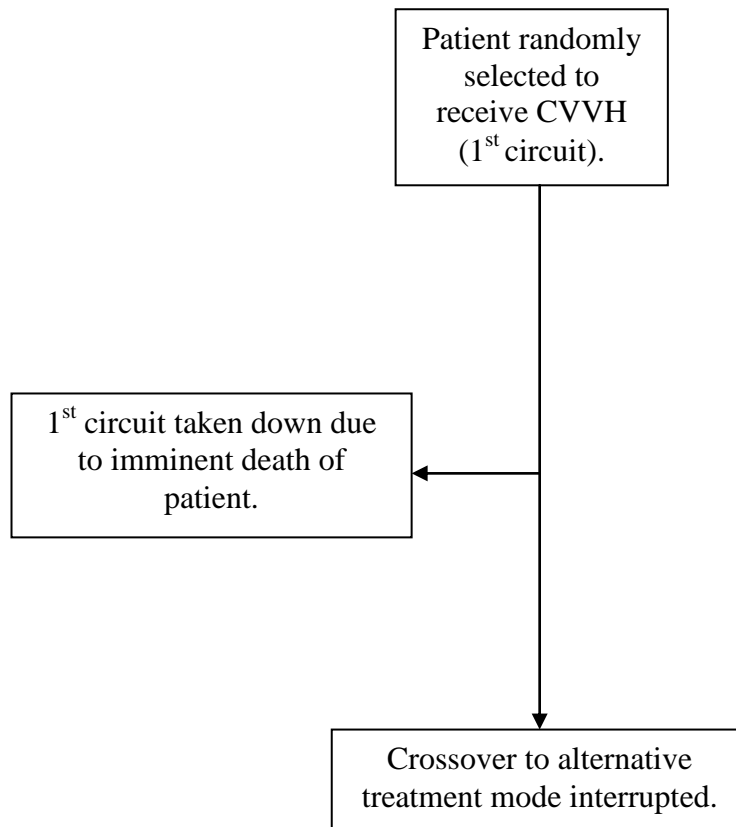 Patient randomly
selected to
receive CVVH
(1st circuit).
1st circuit taken down due
to imminent death of
patient.
Crossover to alternative
treatment mode interrupted.